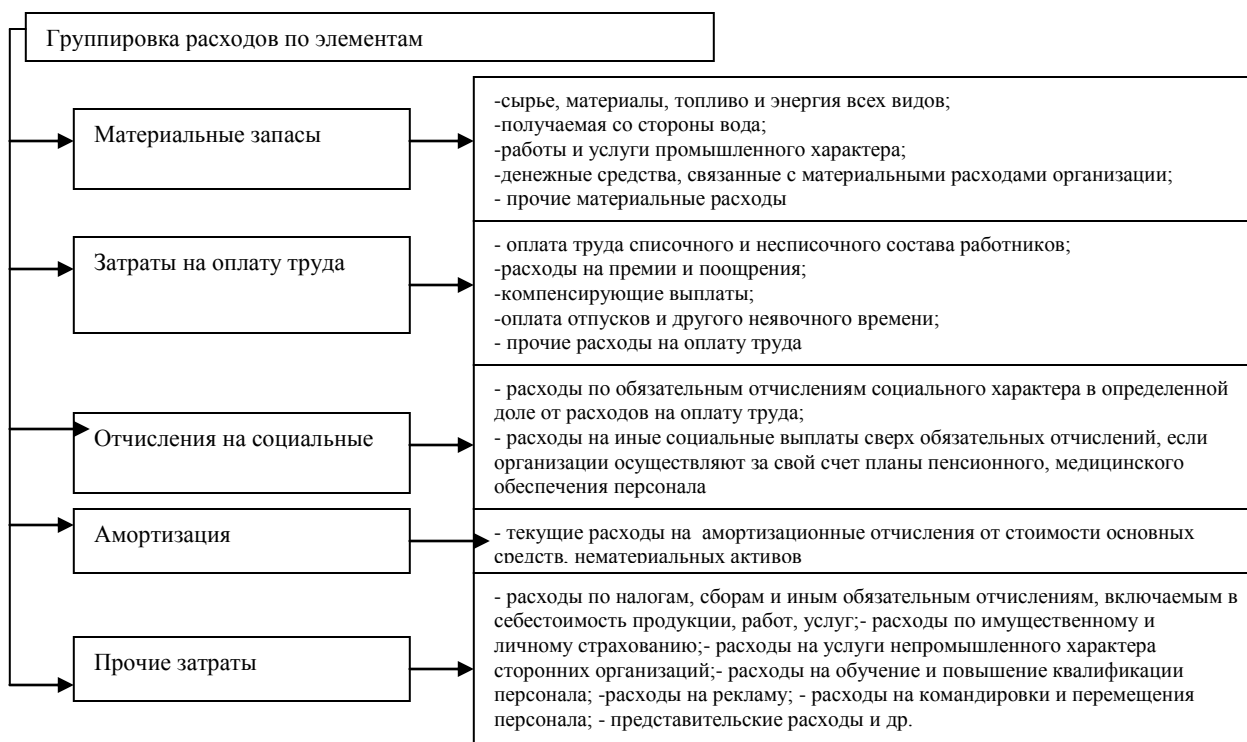 Группировка расходов по элементам
Материальные запасы
-сырье, материалы, топливо и энергия всех видов;
-получаемая со стороны вода;
-работы и услуги промышленного характера;
-денежные средства, связанные с материальными расходами организации;
- прочие материальные расходы
Затраты на оплату труда
- оплата труда списочного и несписочного состава работников;
-расходы на премии и поощрения;
-компенсирующие выплаты;
-оплата отпусков и другого неявочного времени;
- прочие расходы на оплату труда
Отчисления на социальные
- расходы по обязательным отчислениям социального характера в определенной
доле от расходов на оплату труда;
- расходы на иные социальные выплаты сверх обязательных отчислений, если
организации осуществляют за свой счет планы пенсионного, медицинского
обеспечения персонала
Амортизация
- текущие расходы на амортизационные отчисления от стоимости основных
средств, нематериальных активов
Прочие затраты
- расходы по налогам, сборам и иным обязательным отчислениям, включаемым в
себестоимость продукции, работ, услуг;- расходы по имущественному и
личному страхованию;- расходы на услуги непромышленного характера
сторонних организаций;- расходы на обучение и повышение квалификации
персонала; -расходы на рекламу; - расходы на командировки и перемещения
персонала; - представительские расходы и др.